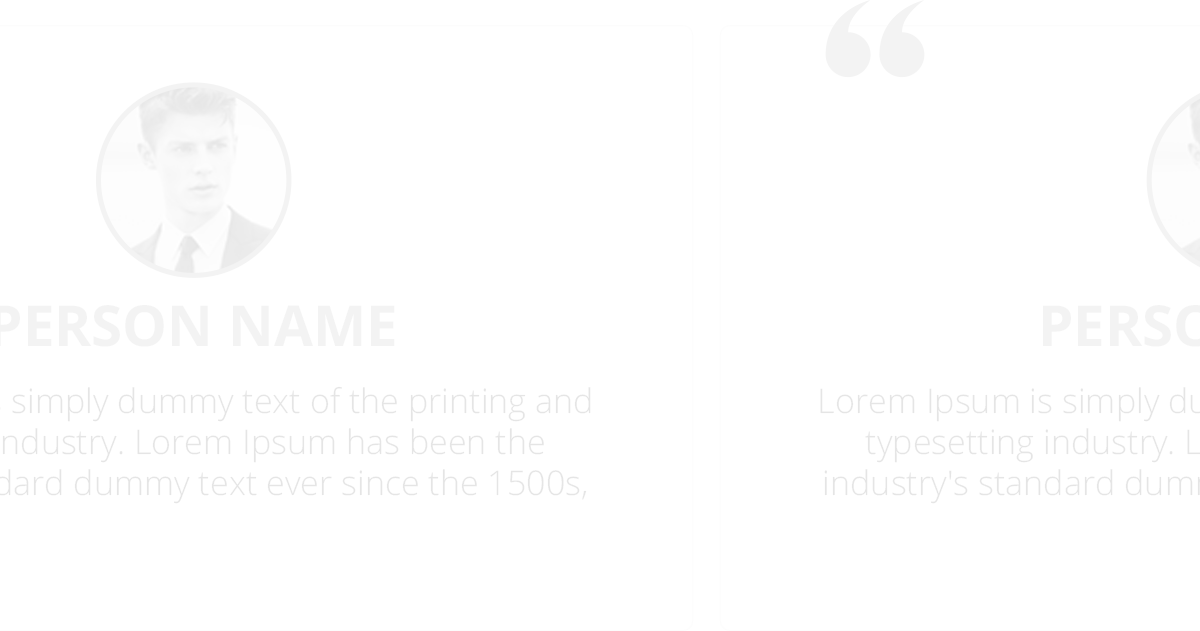 “
PERSON NAME
simply dummy text of the printing and
ndustry. Lorem Ipsum has been the
dard dummy text ever since the 1500s,
PERSO
Lorem Ipsum is simply du
typesetting industry. L
industry's standard dum